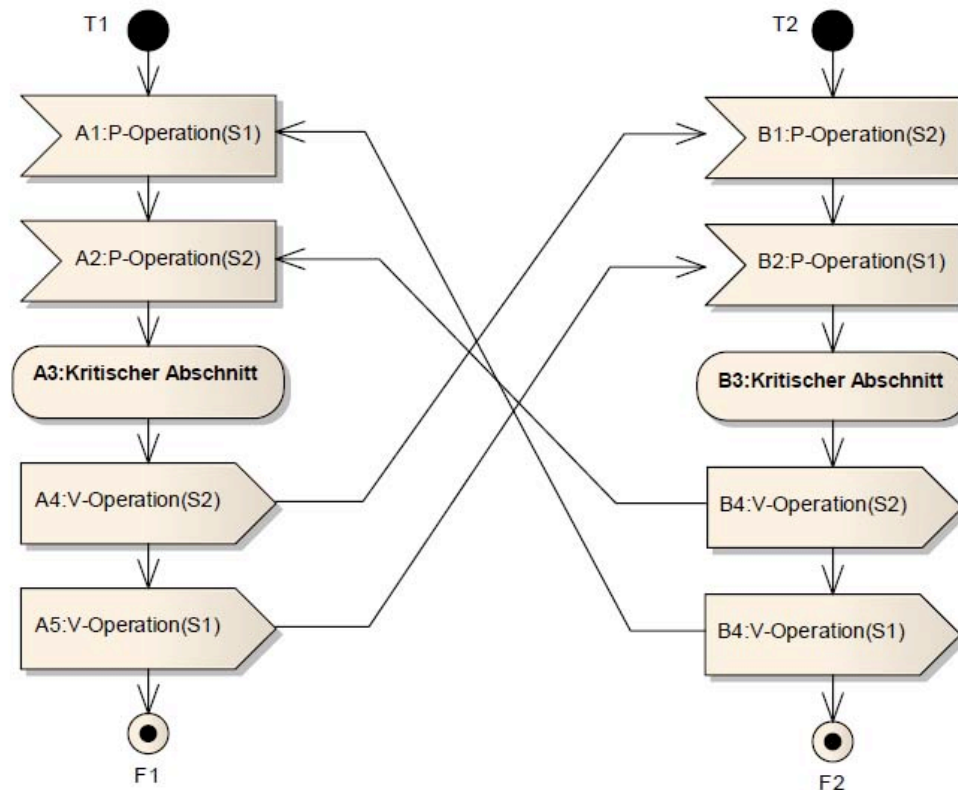 T1
A1:P-Operation(S1)
A2:P-Operation(S2)
A3:Kritischer Abschnitt
A4:V-Operation(S2)
A5:V-Operation(S1)
F1
T2
B1:P-Operation(S2)
B2:P-Operation(S1)
B3:Kritischer Abschnitt
B4:V-Operation(S2)
B4:V-Operation(S1)
F2